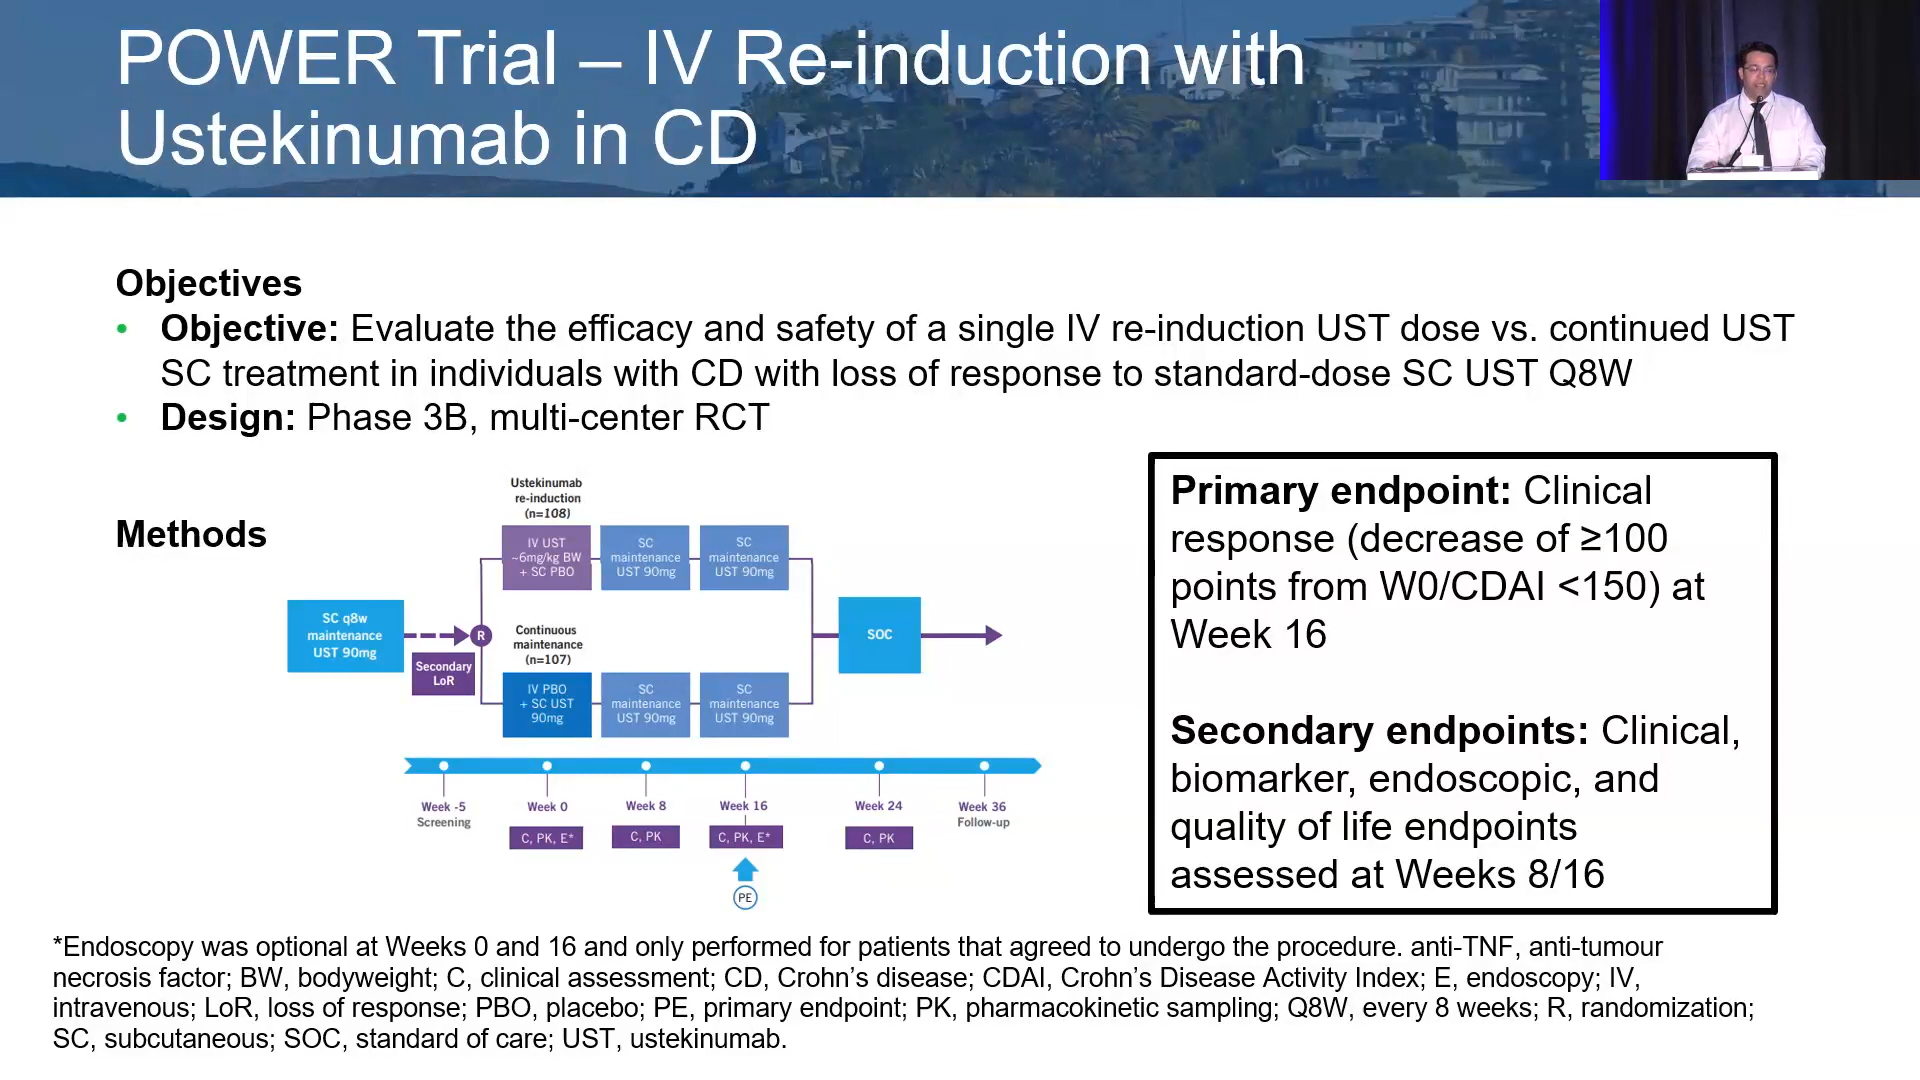 POWER Trial – IV Re-induction with
Ustekinumab in CD
Objectives
• Objective: Evaluate the efficacy and safety of a single IV re-induction UST dose vs. continued UST
SC treatment in individuals with CD with loss of response to standard-dose SC UST Q8W
• Design: Phase 3B, multi-center RCT
Methods
Ustekinumab
re-induction
(n=108)
IV UST
~6mg/kg BW
+ SC PBO
SC
maintenance
UST 90mg
SC
maintenance
UST 90mg
SC q8w
maintenance
UST 90mg
Secondary
LoR
R
Continuous
maintenance
(n=107)
IV PBO
+ SC UST
90mg
SC
maintenance
UST 90mg
SC
maintenance
UST 90mg
SOC
Week -5
Screening
Week 0
Week 8
Week 16
Week 24
Week 36
Follow-up
C, PK, E*
C, PK
C, PK, E*
C, PK
PE
Primary endpoint: Clinical
response (decrease of ≥100
points from W0/CDAI <150) at
Week 16
Secondary endpoints: Clinical,
biomarker, endoscopic, and
quality of life endpoints
assessed at Weeks 8/16
*Endoscopy was optional at Weeks 0 and 16 and only performed for patients that agreed to undergo the procedure. anti-TNF, anti-tumour
necrosis factor; BW, bodyweight; C, clinical assessment; CD, Crohn’s disease; CDAI, Crohn’s Disease Activity Index; E, endoscopy; IV,
intravenous; LoR, loss of response; PBO, placebo; PE, primary endpoint; PK, pharmacokinetic sampling; Q8W, every 8 weeks; R, randomization;
SC, subcutaneous; SOC, standard of care; UST, ustekinumab.